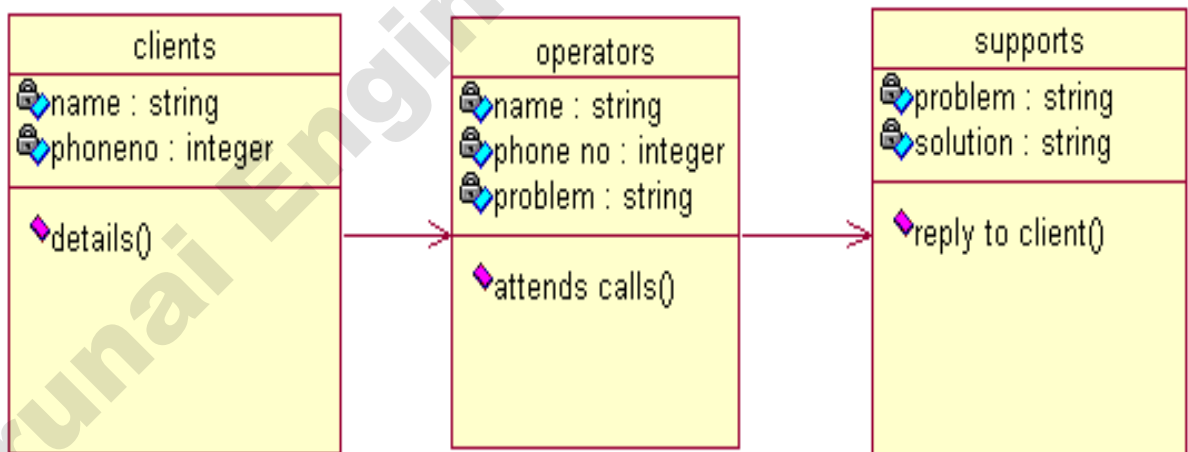 clients
name : string
phoneno : integer
details()
operators
name : string
phone no : integer
problem : string
attends calls()
supports
problem : string
solution : string
reply to client()